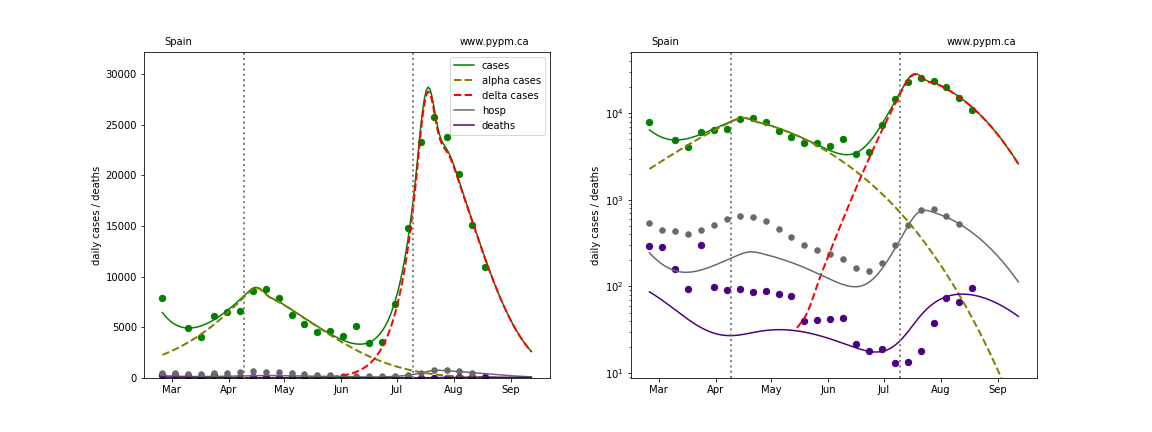 Spain www.pypm.ca
30000
25000
20000
15000
10000
5000
0
daily cases / deaths
cases
alpha cases
delta cases
hosp
deaths
Mar Apr May Jun Jul Aug Sep
Spain www.pypm.ca
10⁴
10³
10²
10¹
daily cases / deaths
Mar Apr May Jun Jul Aug Sep